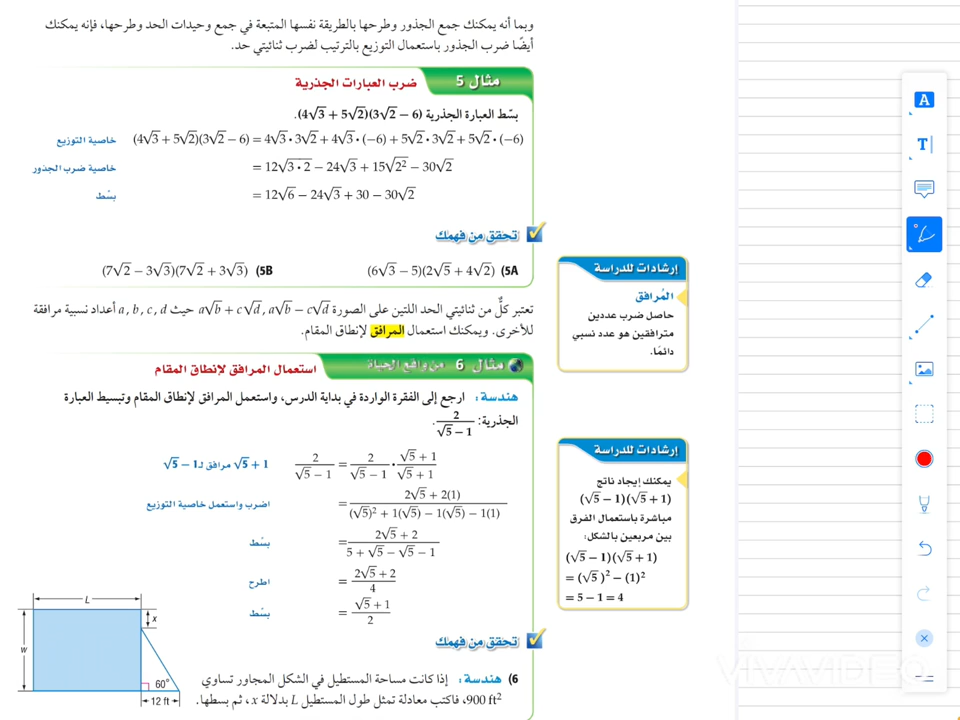 وبما أنه يمكنك جمع الجذور وطرحها بالطريقة نفسها المتبعة في جمع وحيدات الحد وطرحها، فإنه يمكنك
أيضًا ضرب الجذور باستعمال التوزيع بالترتيب لضرب ثنائيتي حد.
مثال 5 ضرب العبارات الجذرية
بسّط العبارة الجذرية (4√3 + 5√2)(3√2 − 6).
(4√3 + 5√2)(3√2 − 6) = 4√3 • 3√2 + 4√3 • (−6) + 5√2 • 3√2 + 5√2 • (−6) خاصية التوزيع
= 12√(3 • 2) − 24√3 + 15√(2²) − 30√2 خاصية ضرب الجذور
= 12√6 − 24√3 + 30 − 30√2 بسّط
تحقق من فهمك
(5A (6√3 − 5)(2√5 + 4√2)
(5B (7√2 − 3√3)(7√2 + 3√3)
إرشادات للدراسة
المُرافق
حاصل ضرب عددين
مترافقين هو عدد نسبي
دائمًا.
تعتبر كلٌّ من ثنائيتي الحد اللتين على الصورة a√b + c√d , a√b − c√d حيث a , b , c , d أعداد نسبية مرافقة
للأخرى. ويمكنك استعمال المرافق لإنطاق المقام.
مثال 6 من واقع الحياة استعمال المرافق لإنطاق المقام
هندسة: ارجع إلى الفقرة الواردة في بداية الدرس، واستعمل المرافق لإنطاق المقام وتبسيط العبارة
الجذرية: 2/(√5 − 1).
2/(√5 − 1) = 2/(√5 − 1) • (√5 + 1)/(√5 + 1) √5 + 1 مرافق لـ √5 − 1
= (2√5 + 2(1))/((√5)² + 1(√5) − 1(√5) − 1(1)) اضرب واستعمل خاصية التوزيع
= (2√5 + 2)/(5 + √5 − √5 − 1) بسّط
= (2√5 + 2)/4 اطرح
= (√5 + 1)/2 بسّط
إرشادات للدراسة
يمكنك إيجاد ناتج
(√5 − 1)(√5 + 1)
مباشرة باستعمال الفرق
بين مربعين بالشكل:
(√5 − 1)(√5 + 1)
= (√5)² − (1)²
= 5 − 1 = 4
تحقق من فهمك
6) هندسة: إذا كانت مساحة المستطيل في الشكل المجاور تساوي
900 ft²، فاكتب معادلة تمثل طول المستطيل L بدلالة x، ثم بسطها.
L
x
w
60°
12 ft
A
T
VIVAVIDEO